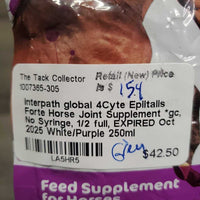 The Tack Collector
1007365-305
Retail (New) Price
is $ 154
Interpath global 4Cyte Epiitalis
Forte Horse Joint Supplement *gc,
No Syringe, 1/2 full, EXPIRED Oct
2025 White/Purple 250ml
LA5HR5
$42.50
Feed Supplement
for Horses